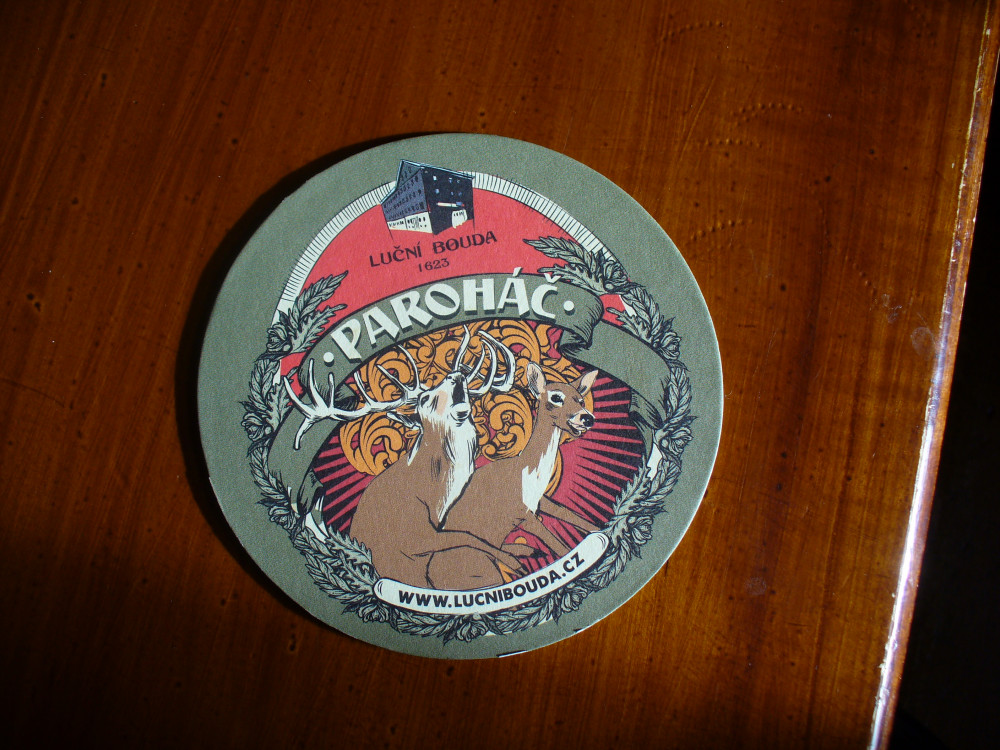 LUČNÍ BOUDA
1623
· PAROHÁČ ·
WWW.LUCNIBOUDA.CZ